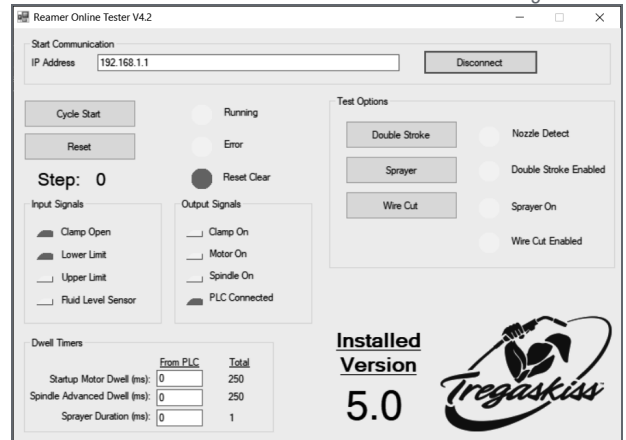 Reamer Online Tester V4.2
Start Communication
IP Address 192.168.1.1 Disconnect
Cycle Start
Reset
Step: 0
Running
Error
Reset Clear
Test Options
Double Stroke
Sprayer
Wire Cut
Nozzle Detect
Double Stroke Enabled
Sprayer On
Wire Cut Enabled
Input Signals
Clamp Open
Lower Limit
Upper Limit
Fluid Level Sensor
Output Signals
Clamp On
Motor On
Spindle On
PLC Connected
Dwell Timers
From PLC Total
Startup Motor Dwell (ms): 0 250
Spindle Advanced Dwell (ms): 0 250
Sprayer Duration (ms): 0 1
Installed
Version
5.0
Tregaskiss